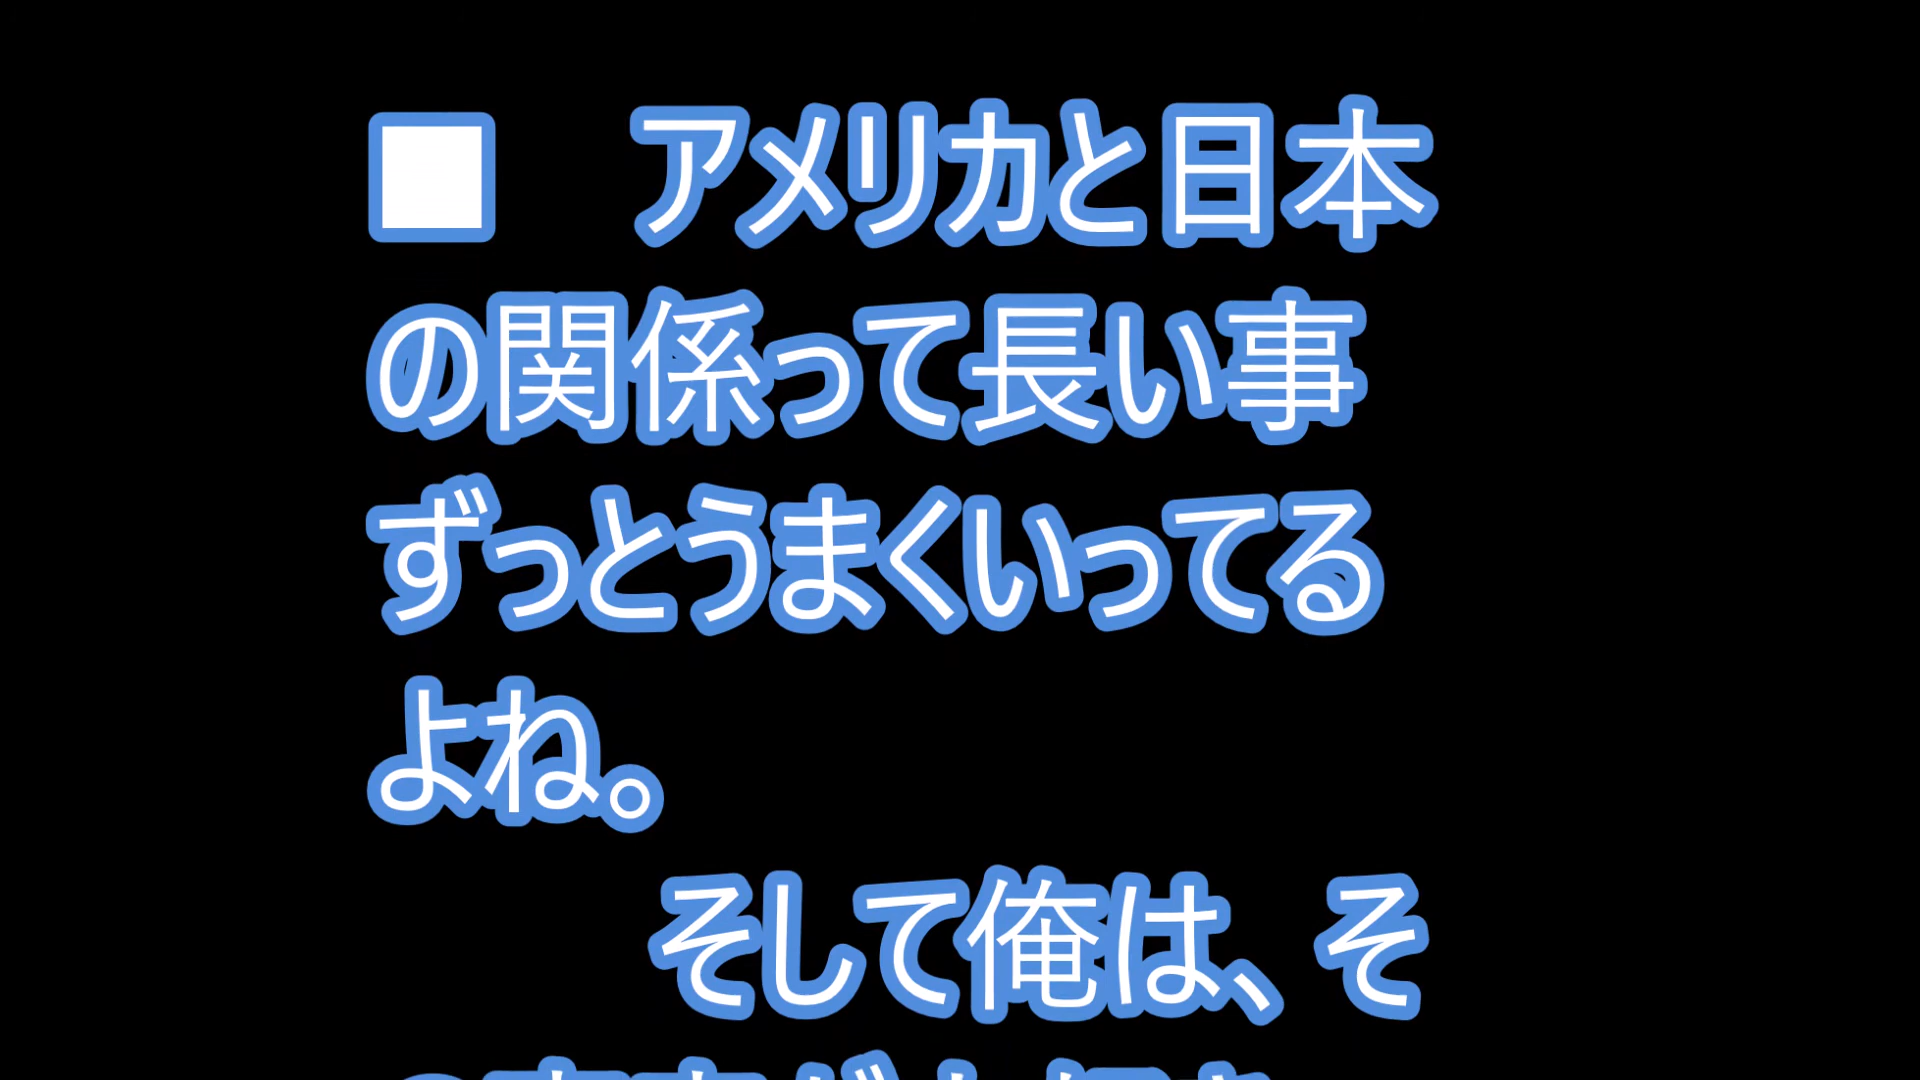 ■　アメリカと日本
の関係って長い事
ずっとうまくいってる
よね。
そして俺は、そ